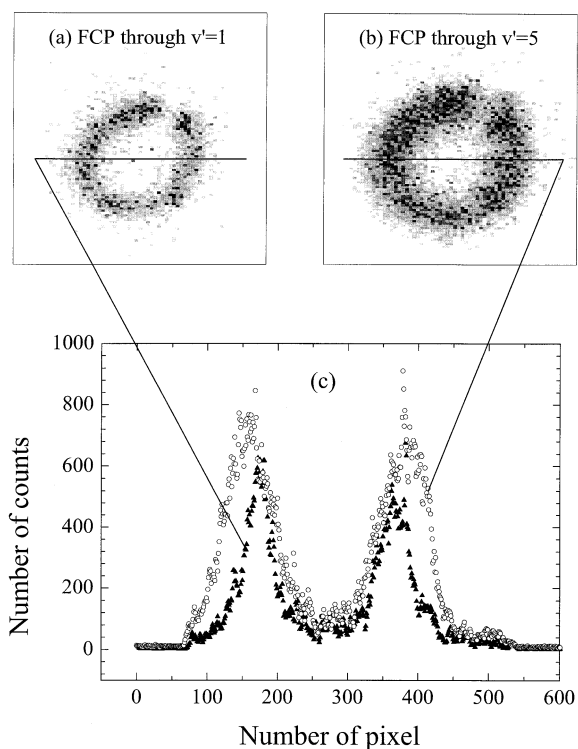 (a) FCP through v'=1
(b) FCP through v'=5
(c)
1000
800
600
400
200
0
Number of counts
0 100 200 300 400 500 600
Number of pixel